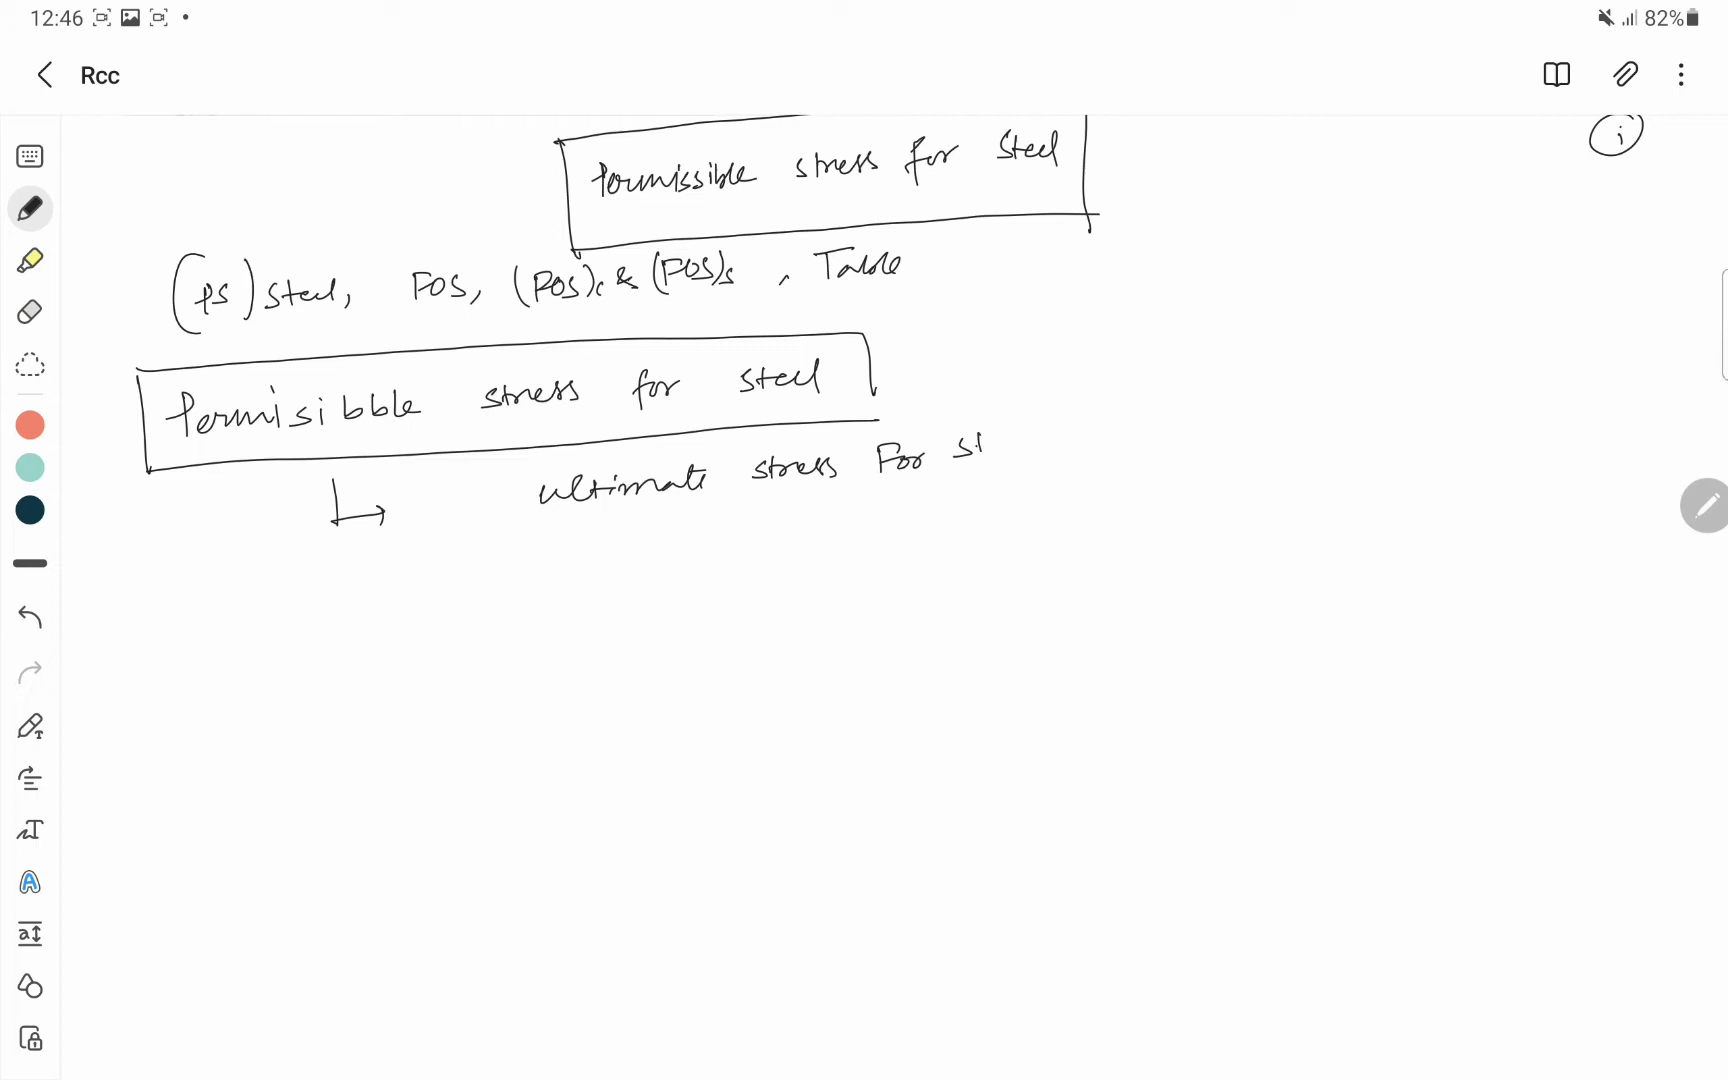 12:46 82%
Rcc
i
Permissible stress for steel
(ps) steel, FOS, (FOS)c & (FOS)s , Table
Permisibble stress for steel
ultimate stress For st